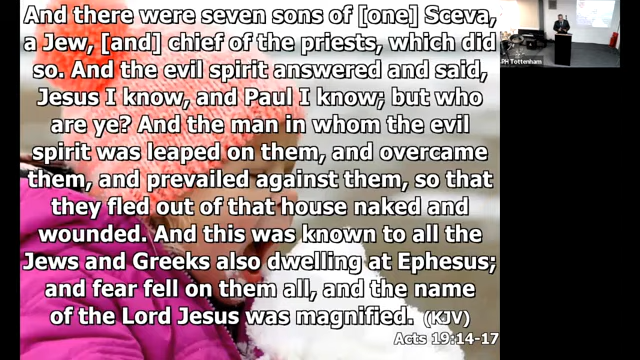 And there were seven sons of [one] Sceva,
a Jew, [and] chief of the priests, which did
so. And the evil spirit answered and said,
Jesus I know, and Paul I know; but who
are ye? And the man in whom the evil
spirit was leaped on them, and overcame
them, and prevailed against them, so that
they fled out of that house naked and
wounded. And this was known to all the
Jews and Greeks also dwelling at Ephesus;
and fear fell on them all, and the name
of the Lord Jesus was magnified. (KJV)
Acts 19:14-17
PH Tottenham